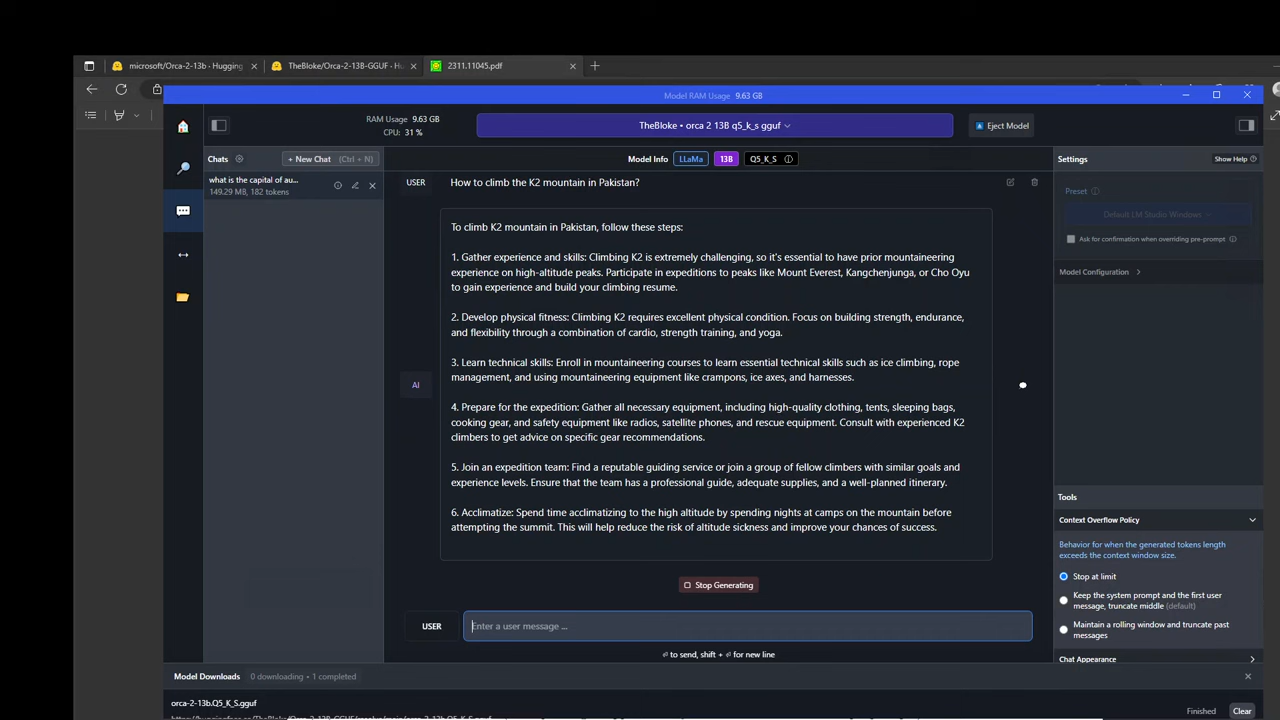 microsoft/Orca-2-13b · Hugging
TheBloke/Orca-2-13B-GGUF · Hu
2311.11045.pdf
Model RAM Usage 9.63 GB
RAM Usage: 9.63 GB
CPU: 31 %
TheBloke • orca 2 13B q5_k_s gguf
Eject Model
Chats
+ New Chat (Ctrl + N)
Model Info LLaMa 13B Q5_K_S
Settings
Show Help
what is the capital of au...
149.29 MB, 182 tokens
USER
How to climb the K2 mountain in Pakistan?
Preset
Default LM Studio Windows
Ask for confirmation when overriding pre-prompt
Model Configuration
AI
To climb K2 mountain in Pakistan, follow these steps:
1. Gather experience and skills: Climbing K2 is extremely challenging, so it's essential to have prior mountaineering
experience on high-altitude peaks. Participate in expeditions to peaks like Mount Everest, Kangchenjunga, or Cho Oyu
to gain experience and build your climbing resume.
2. Develop physical fitness: Climbing K2 requires excellent physical condition. Focus on building strength, endurance,
and flexibility through a combination of cardio, strength training, and yoga.
3. Learn technical skills: Enroll in mountaineering courses to learn essential technical skills such as ice climbing, rope
management, and using mountaineering equipment like crampons, ice axes, and harnesses.
4. Prepare for the expedition: Gather all necessary equipment, including high-quality clothing, tents, sleeping bags,
cooking gear, and safety equipment like radios, satellite phones, and rescue equipment. Consult with experienced K2
climbers to get advice on specific gear recommendations.
5. Join an expedition team: Find a reputable guiding service or join a group of fellow climbers with similar goals and
experience levels. Ensure that the team has a professional guide, adequate supplies, and a well-planned itinerary.
6. Acclimatize: Spend time acclimatizing to the high altitude by spending nights at camps on the mountain before
attempting the summit. This will help reduce the risk of altitude sickness and improve your chances of success.
Stop Generating
USER
Enter a user message ...
to send, shift + for new line
Tools
Context Overflow Policy
Behavior for when the generated tokens length
exceeds the context window size.
Stop at limit
Keep the system prompt and the first user
message, truncate middle (default)
Maintain a rolling window and truncate past
messages
Chat Appearance
Model Downloads 0 downloading • 1 completed
orca-2-13b.Q5_K_S.gguf
Finished
Clear